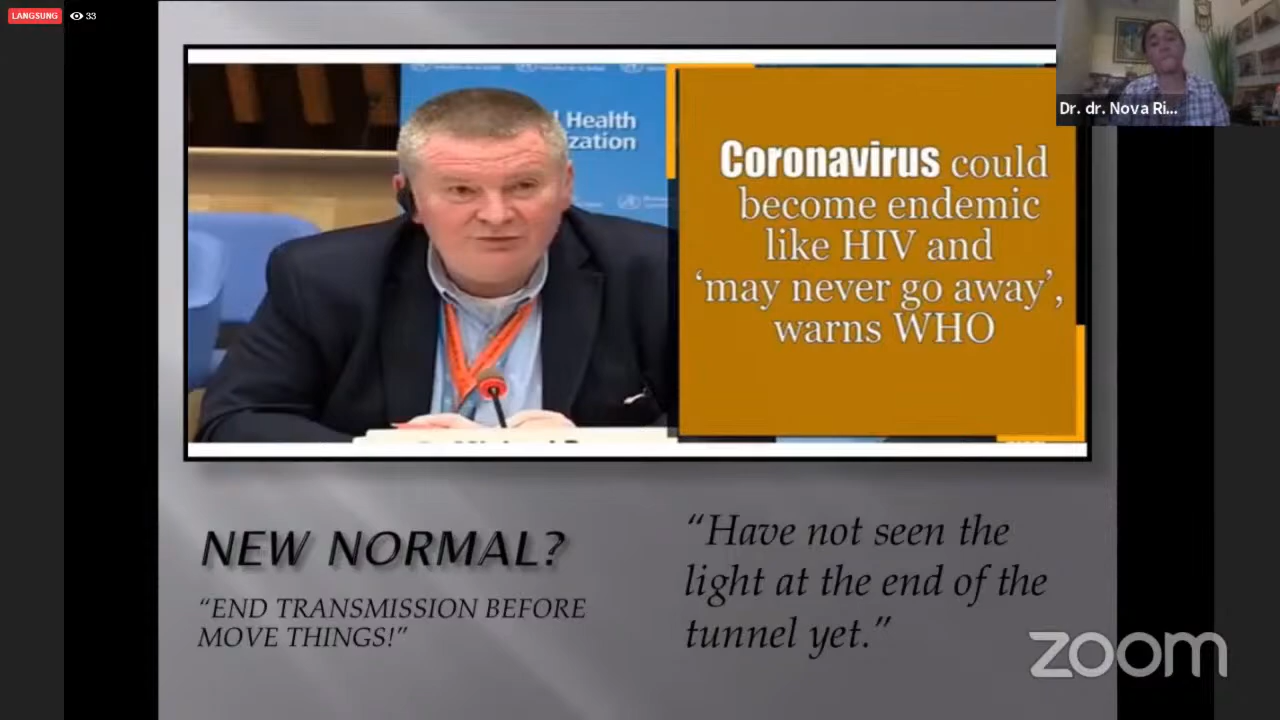 LANGSUNG 33
Dr. dr. Nova Ri...
Health
zation
Coronavirus could
become endemic
like HIV and
‘may never go away’,
warns WHO
NEW NORMAL?
“END TRANSMISSION BEFORE
MOVE THINGS!”
“Have not seen the
light at the end of the
tunnel yet.”
zoom